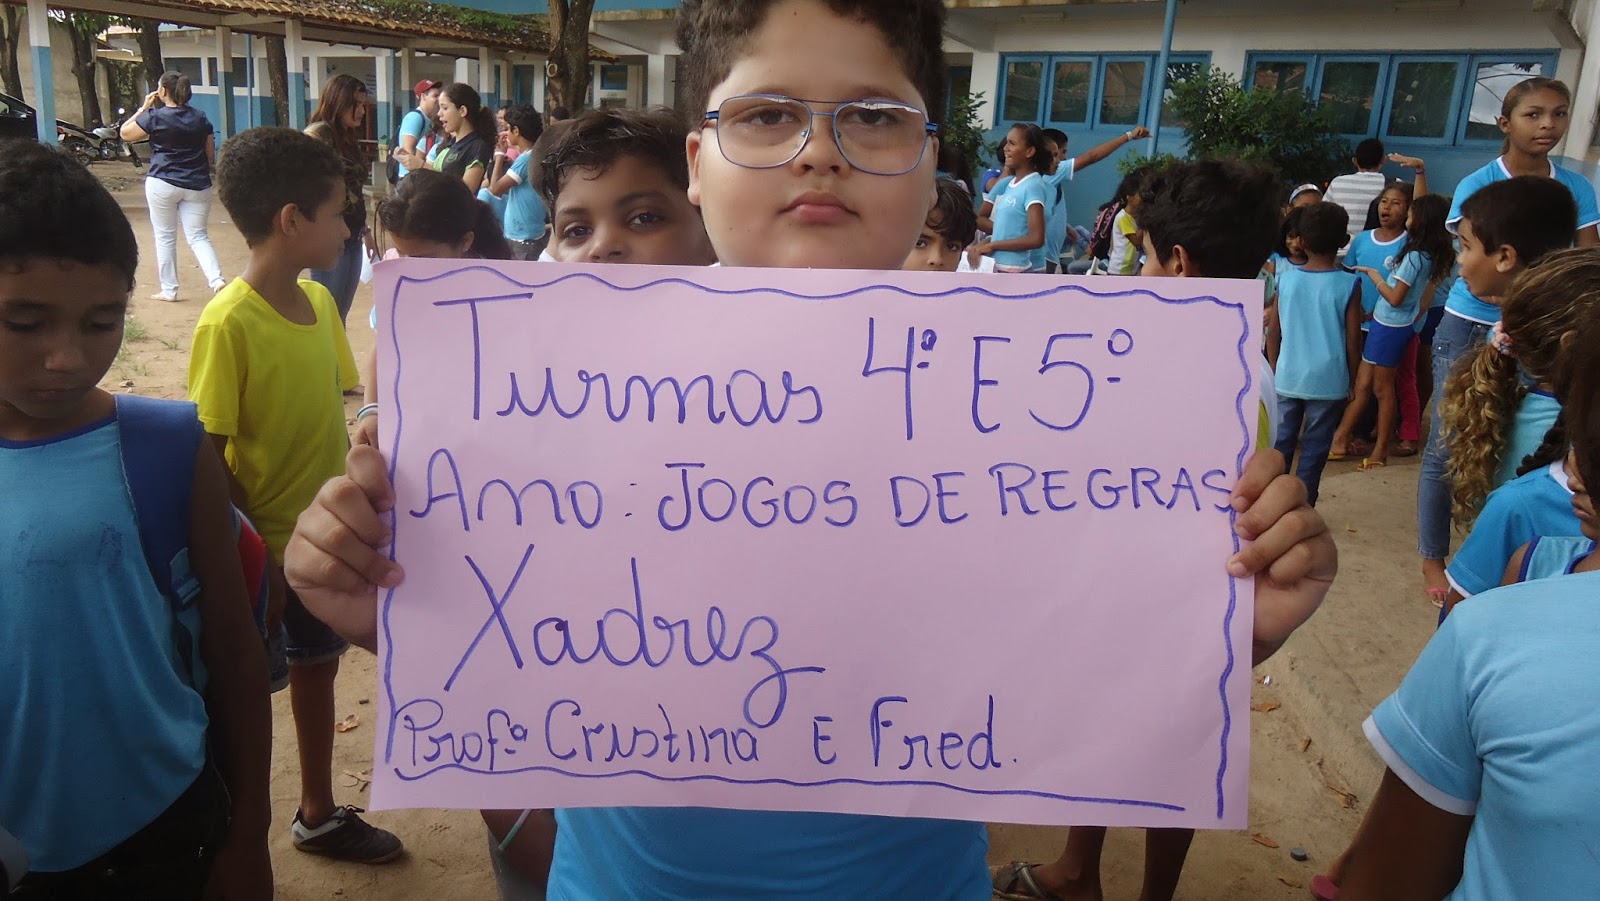 Turmas 4º E 5º
Ano: JOGOS DE REGRAS
Xadrez
Profª Cristina E Fred.